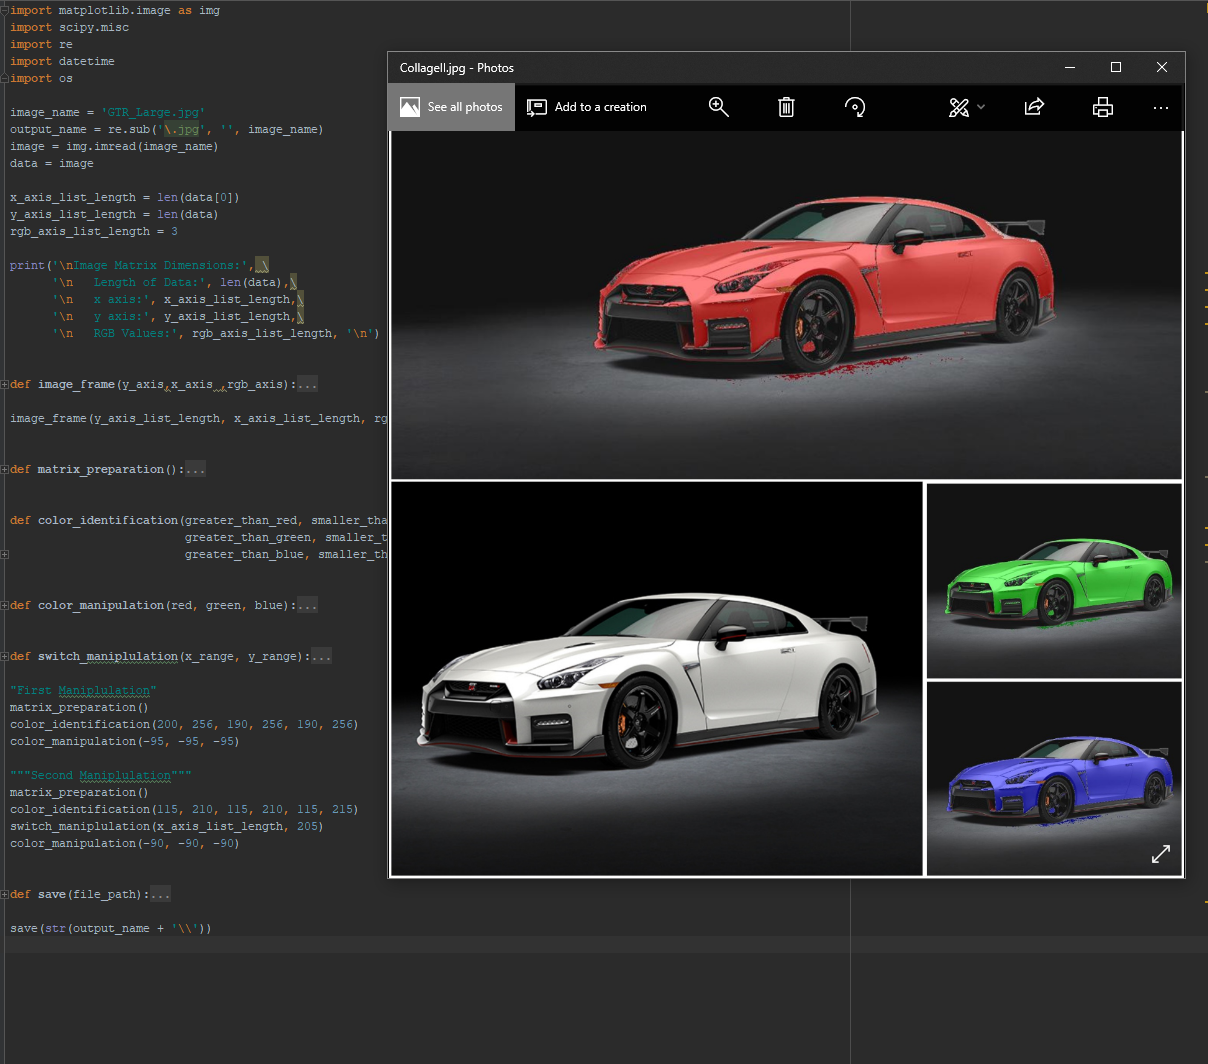 import matplotlib.image as img
import scipy.misc
import re
import datetime
import os
image_name = 'GTR_Large.jpg'
output_name = re.sub('\.jpg', '', image_name)
image = img.imread(image_name)
data = image
x_axis_list_length = len(data[0])
y_axis_list_length = len(data)
rgb_axis_list_length = 3
print('\nImage Matrix Dimensions:', \
'\n   Length of Data:', len(data),\
'\n   x axis:', x_axis_list_length,\
'\n   y axis:', y_axis_list_length,\
'\n   RGB Values:', rgb_axis_list_length, '\n')
def image_frame(y_axis,x_axis ,rgb_axis):...
image_frame(y_axis_list_length, x_axis_list_length, rg
def matrix_preparation():...
def color_identification(greater_than_red, smaller_tha
greater_than_green, smaller_t
greater_than_blue, smaller_th
def color_manipulation(red, green, blue):...
def switch_maniplulation(x_range, y_range):...
"First Maniplulation"
matrix_preparation()
color_identification(200, 256, 190, 256, 190, 256)
color_manipulation(-95, -95, -95)
"""Second Maniplulation"""
matrix_preparation()
color_identification(115, 210, 115, 210, 115, 215)
switch_maniplulation(x_axis_list_length, 205)
color_manipulation(-90, -90, -90)
def save(file_path):...
save(str(output_name + '\\'))
Collagell.jpg - Photos
See all photos
Add to a creation